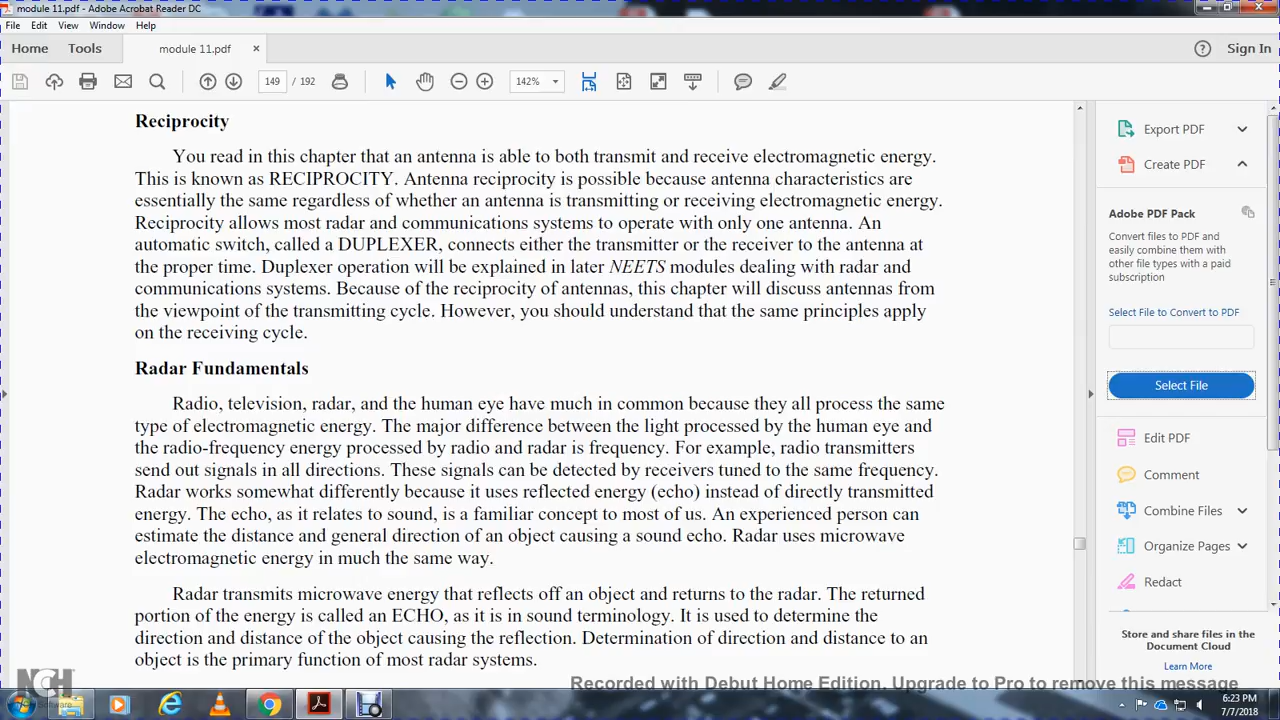 module 11.pdf - Adobe Acrobat Reader DC
File Edit View Window Help
Home Tools module 11.pdf × Sign In
149 / 192 142%
Reciprocity
You read in this chapter that an antenna is able to both transmit and receive electromagnetic energy.
This is known as RECIPROCITY. Antenna reciprocity is possible because antenna characteristics are
essentially the same regardless of whether an antenna is transmitting or receiving electromagnetic energy.
Reciprocity allows most radar and communications systems to operate with only one antenna. An
automatic switch, called a DUPLEXER, connects either the transmitter or the receiver to the antenna at
the proper time. Duplexer operation will be explained in later NEETS modules dealing with radar and
communications systems. Because of the reciprocity of antennas, this chapter will discuss antennas from
the viewpoint of the transmitting cycle. However, you should understand that the same principles apply
on the receiving cycle.
Radar Fundamentals
Radio, television, radar, and the human eye have much in common because they all process the same
type of electromagnetic energy. The major difference between the light processed by the human eye and
the radio-frequency energy processed by radio and radar is frequency. For example, radio transmitters
send out signals in all directions. These signals can be detected by receivers tuned to the same frequency.
Radar works somewhat differently because it uses reflected energy (echo) instead of directly transmitted
energy. The echo, as it relates to sound, is a familiar concept to most of us. An experienced person can
estimate the distance and general direction of an object causing a sound echo. Radar uses microwave
electromagnetic energy in much the same way.
Radar transmits microwave energy that reflects off an object and returns to the radar. The returned
portion of the energy is called an ECHO, as it is in sound terminology. It is used to determine the
direction and distance of the object causing the reflection. Determination of direction and distance to an
object is the primary function of most radar systems.
Export PDF
Create PDF
Adobe PDF Pack
Convert files to PDF and
easily combine them with
other file types with a paid
subscription
Select File to Convert to PDF
Select File
Edit PDF
Comment
Combine Files
Organize Pages
Redact
Store and share files in the
Document Cloud
Learn More
NCH Software
Recorded with Debut Home Edition. Upgrade to Pro to remove this message
6:23 PM
7/7/2018